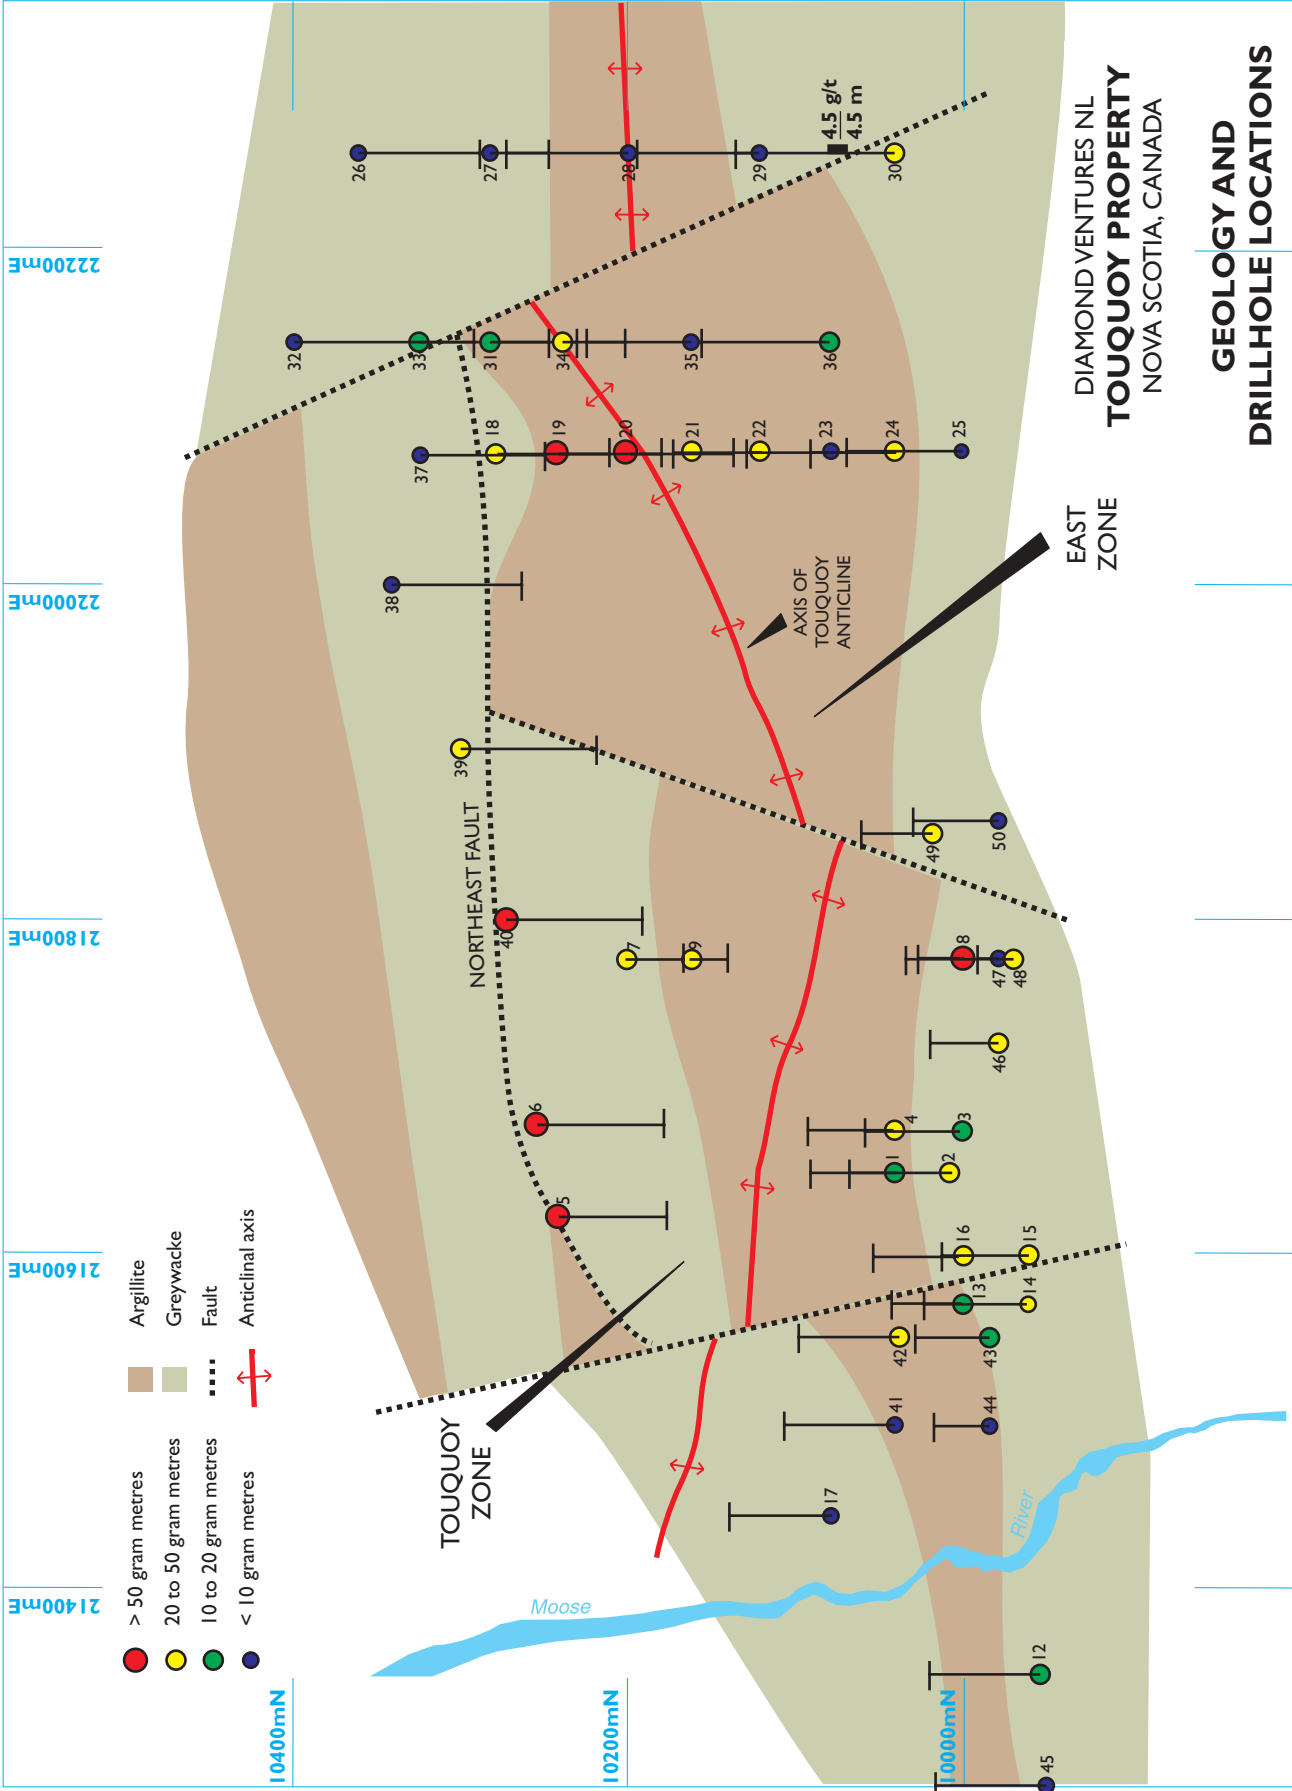 > 50 gram metres
20 to 50 gram metres
10 to 20 gram metres
< 10 gram metres
Argillite
Greywacke
Fault
Anticlinal axis
21400mE
21600mE
21800mE
22000mE
22200mE
10400mN
10200mN
10000mN
Moose
River
TOUQUOY
ZONE
NORTHEAST FAULT
AXIS OF
TOUQUOY
ANTICLINE
EAST
ZONE
4.5 g/t
4.5 m
45
12
17
41
44
42
43
14
13
15
16
5
2
1
6
3
4
46
7
9
40
8
47
48
39
49
50
38
37
18
19
20
21
22
23
24
25
32
33
31
34
35
36
26
27
28
29
30
DIAMOND VENTURES NL
TOUQUOY PROPERTY
NOVA SCOTIA, CANADA
GEOLOGY AND
DRILLHOLE LOCATIONS